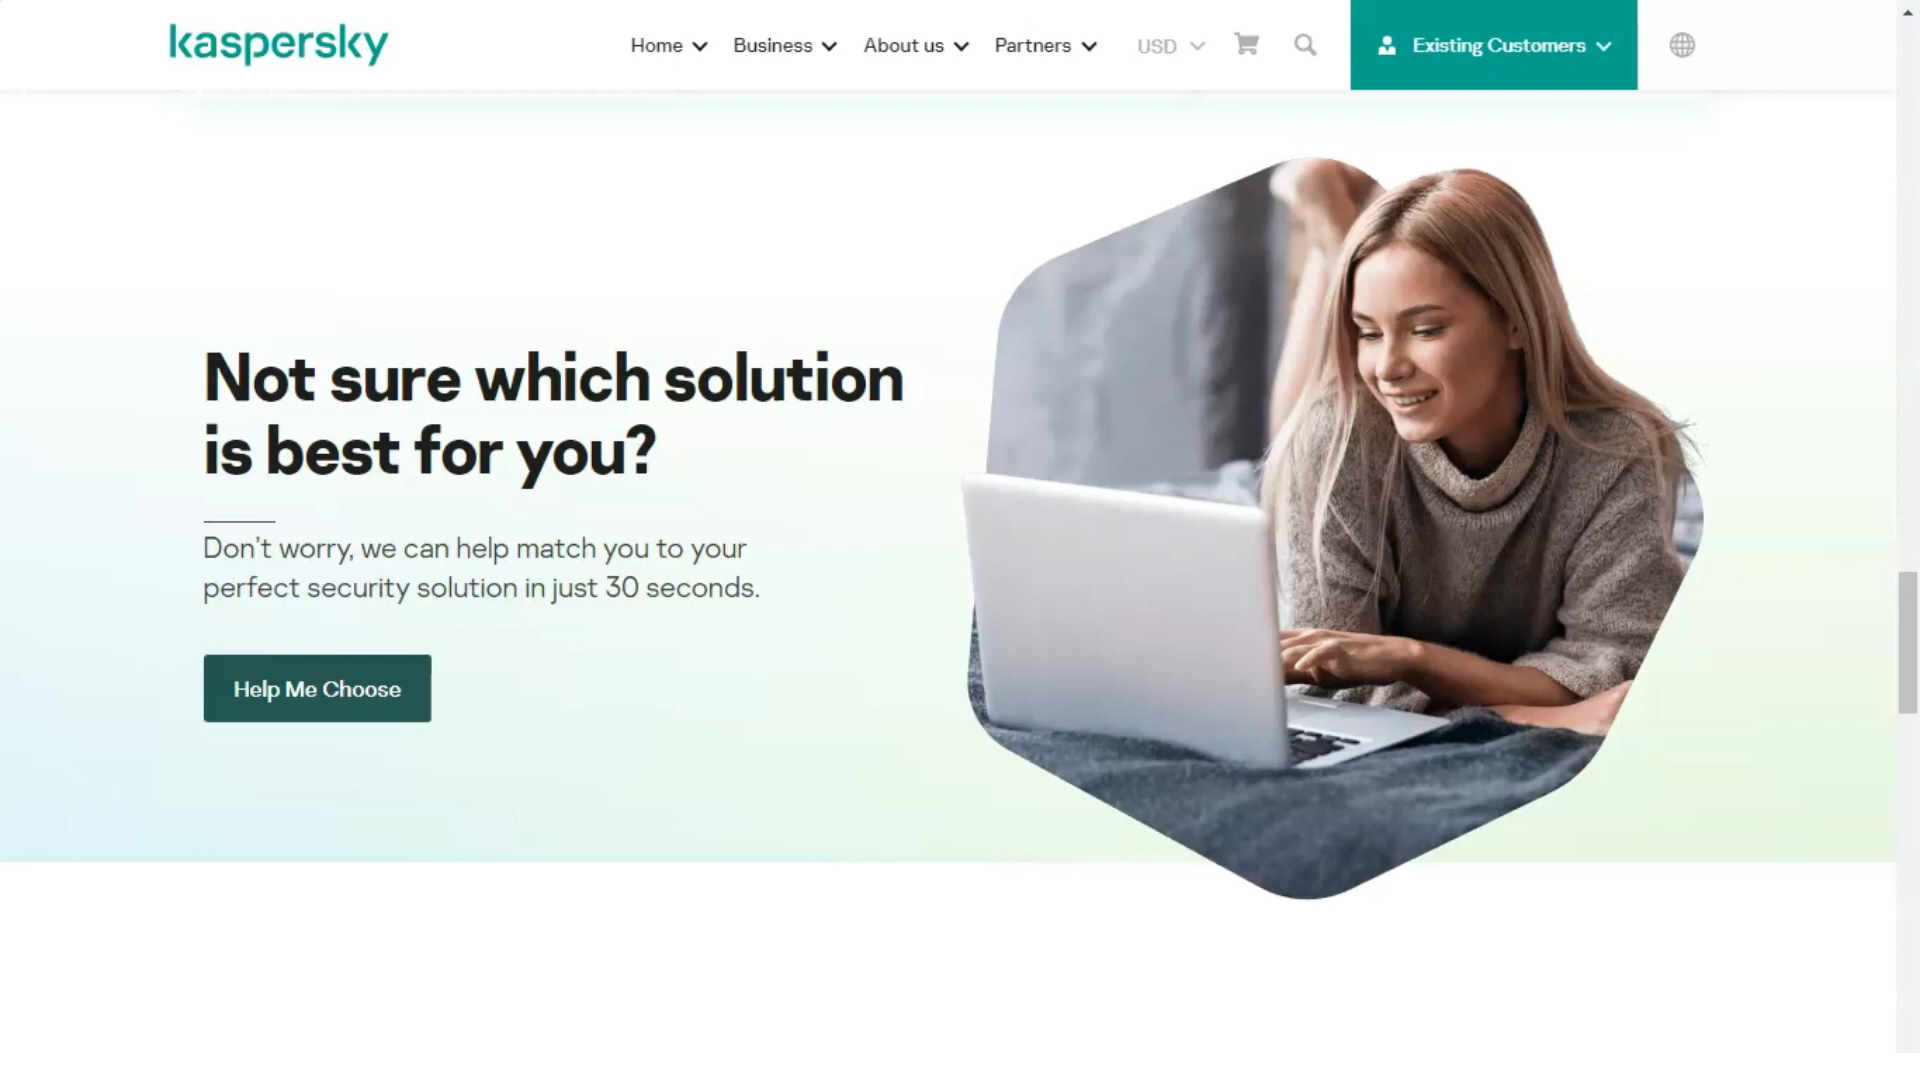 kaspersky
Home Business About us Partners USD Existing Customers
Not sure which solution
is best for you?
Don’t worry, we can help match you to your
perfect security solution in just 30 seconds.
Help Me Choose